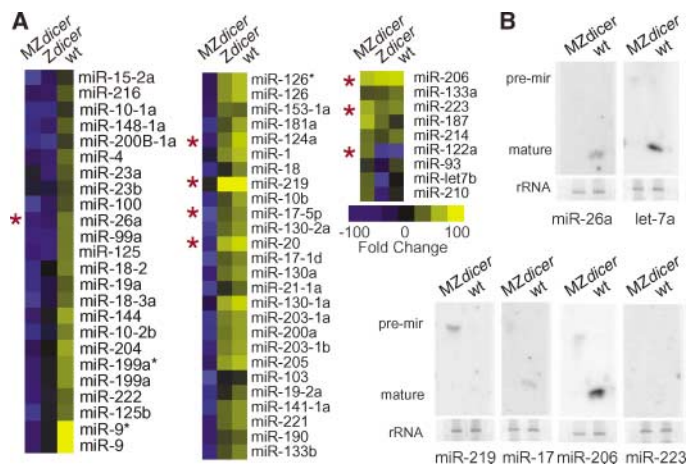 A
MZdicer
Zdicer
wt
miR-15-2a
miR-216
miR-10-1a
miR-148-1a
miR-200B-1a
miR-4
miR-23a
miR-23b
miR-100
* miR-26a
miR-99a
miR-125
miR-18-2
miR-19a
miR-18-3a
miR-144
miR-10-2b
miR-204
miR-199a*
miR-199a
miR-222
miR-125b
miR-9*
miR-9
MZdicer
Zdicer
wt
miR-126*
miR-126
miR-153-1a
miR-181a
* miR-124a
miR-1
miR-18
* miR-219
miR-10b
* miR-17-5p
miR-130-2a
* miR-20
miR-17-1d
miR-130a
miR-21-1a
miR-130-1a
miR-203-1a
miR-200a
miR-203-1b
miR-205
miR-103
miR-19-2a
miR-141-1a
miR-221
miR-190
miR-133b
MZdicer
Zdicer
wt
* miR-206
miR-133a
* miR-223
miR-187
miR-214
* miR-122a
miR-93
miR-let7b
miR-210
-100 0 100
Fold Change
B
MZdicer wt MZdicer wt
pre-mir
mature
rRNA
miR-26a let-7a
MZdicer wt MZdicer wt MZdicer wt MZdicer wt
pre-mir
mature
rRNA
miR-219 miR-17 miR-206 miR-223